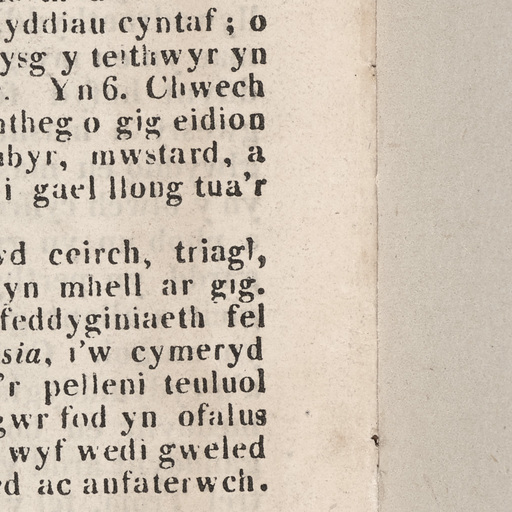 yddiau cyntaf; o
ysg y teithwyr yn
. Yn 6. Chwech
ntheg o gig eidion
abyr, mwstard, a
i gael llong tua'r
yd ceirch, triagl,
yn mhell ar gig.
feddyginiaeth fel
sia, i'w cymeryd
'r pelleni teuluol
gwr fod yn ofalus
wyf wedi gweled
ed ac anfaterwch.